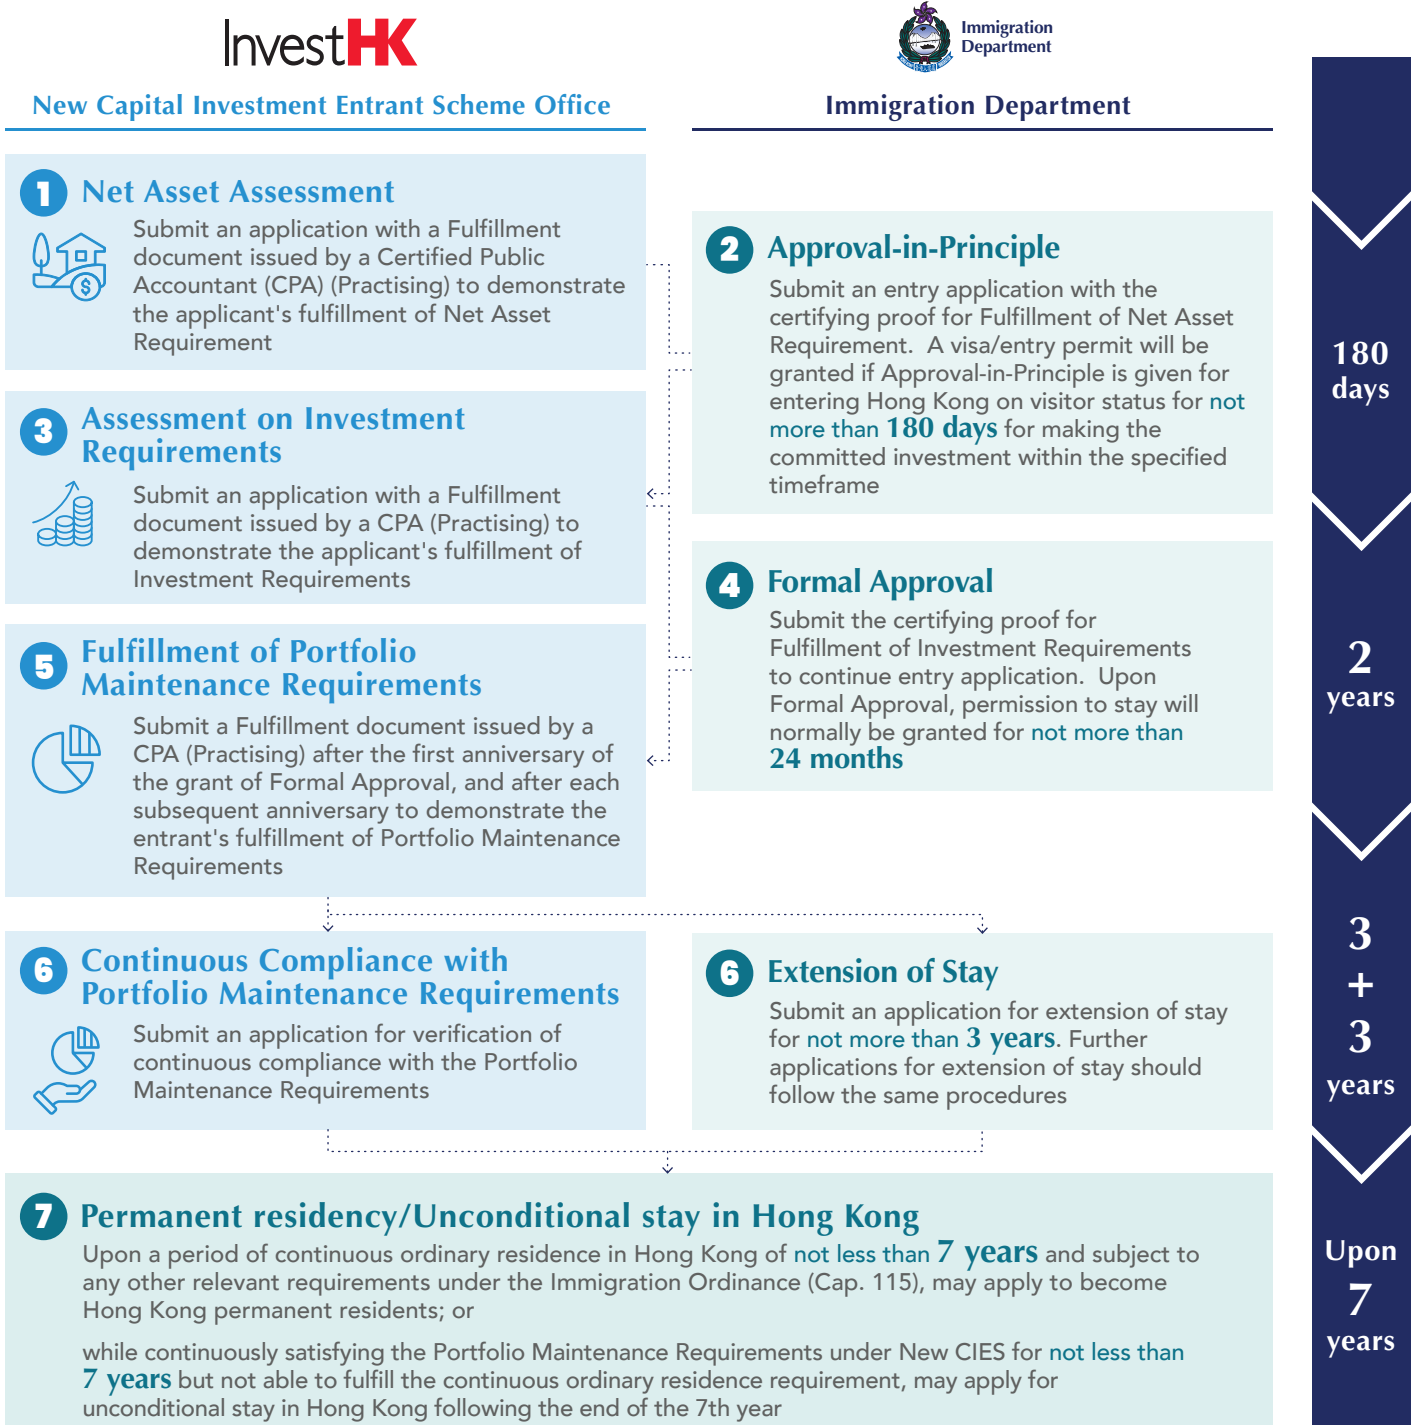 InvestHK
Immigration
Department
New Capital Investment Entrant Scheme Office
Immigration Department
1 Net Asset Assessment
Submit an application with a Fulfillment
document issued by a Certified Public
Accountant (CPA) (Practising) to demonstrate
the applicant's fulfillment of Net Asset
Requirement
2 Approval-in-Principle
Submit an entry application with the
certifying proof for Fulfillment of Net Asset
Requirement. A visa/entry permit will be
granted if Approval-in-Principle is given for
entering Hong Kong on visitor status for not
more than 180 days for making the
committed investment within the specified
timeframe
180
days
3 Assessment on Investment
Requirements
Submit an application with a Fulfillment
document issued by a CPA (Practising) to
demonstrate the applicant's fulfillment of
Investment Requirements
4 Formal Approval
Submit the certifying proof for
Fulfillment of Investment Requirements
to continue entry application. Upon
Formal Approval, permission to stay will
normally be granted for not more than
24 months
2
years
5 Fulfillment of Portfolio
Maintenance Requirements
Submit a Fulfillment document issued by a
CPA (Practising) after the first anniversary of
the grant of Formal Approval, and after each
subsequent anniversary to demonstrate the
entrant's fulfillment of Portfolio Maintenance
Requirements
6 Continuous Compliance with
Portfolio Maintenance Requirements
Submit an application for verification of
continuous compliance with the Portfolio
Maintenance Requirements
6 Extension of Stay
Submit an application for extension of stay
for not more than 3 years. Further
applications for extension of stay should
follow the same procedures
3
+
3
years
7 Permanent residency/Unconditional stay in Hong Kong
Upon a period of continuous ordinary residence in Hong Kong of not less than 7 years and subject to
any other relevant requirements under the Immigration Ordinance (Cap. 115), may apply to become
Hong Kong permanent residents; or
while continuously satisfying the Portfolio Maintenance Requirements under New CIES for not less than
7 years but not able to fulfill the continuous ordinary residence requirement, may apply for
unconditional stay in Hong Kong following the end of the 7th year
Upon
7
years